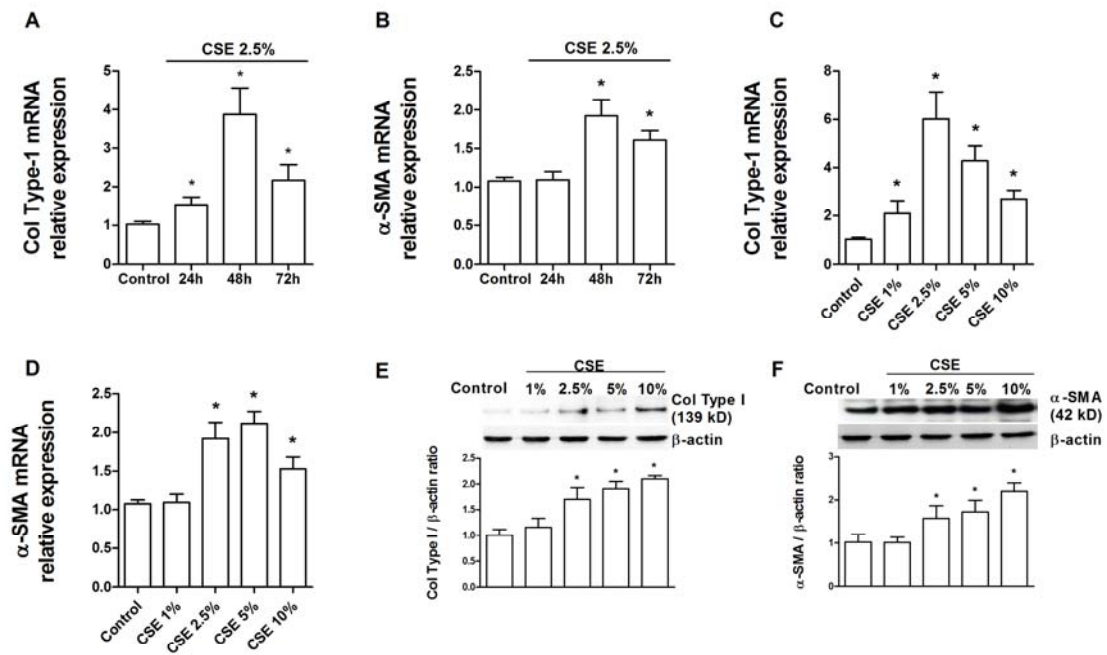 A
CSE 2.5%
Col Type-1 mRNA
relative expression
5
4
3
2
1
0
Control 24h 48h 72h
* * *
B
CSE 2.5%
α-SMA mRNA
relative expression
2.5
2.0
1.5
1.0
0.5
0.0
Control 24h 48h 72h
* *
C
Col Type-1 mRNA
relative expression
8
6
4
2
0
Control CSE 1% CSE 2.5% CSE 5% CSE 10%
* * * *
D
α-SMA mRNA
relative expression
2.5
2.0
1.5
1.0
0.5
0.0
Control CSE 1% CSE 2.5% CSE 5% CSE 10%
* * *
E
CSE
Control 1% 2.5% 5% 10%
Col Type I
(139 kD)
β-actin
Col Type I / β-actin ratio
2.5
2.0
1.5
1.0
0.5
0.0
* * *
F
CSE
Control 1% 2.5% 5% 10%
α-SMA
(42 kD)
β-actin
α-SMA / β-actin ratio
3
2
1
0
* * *